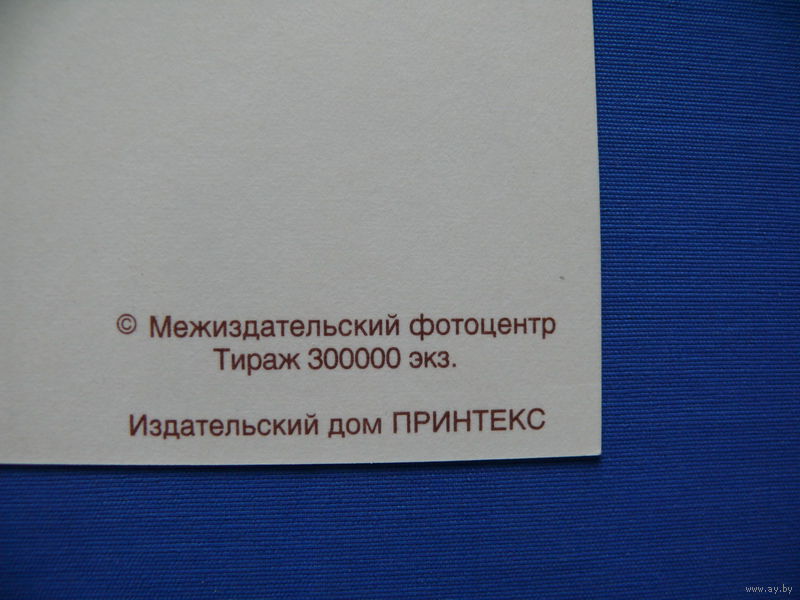 © Межиздательский фотоцентр
Тираж 300000 экз.
Издательский дом ПРИНТЕКС
www.ay.by